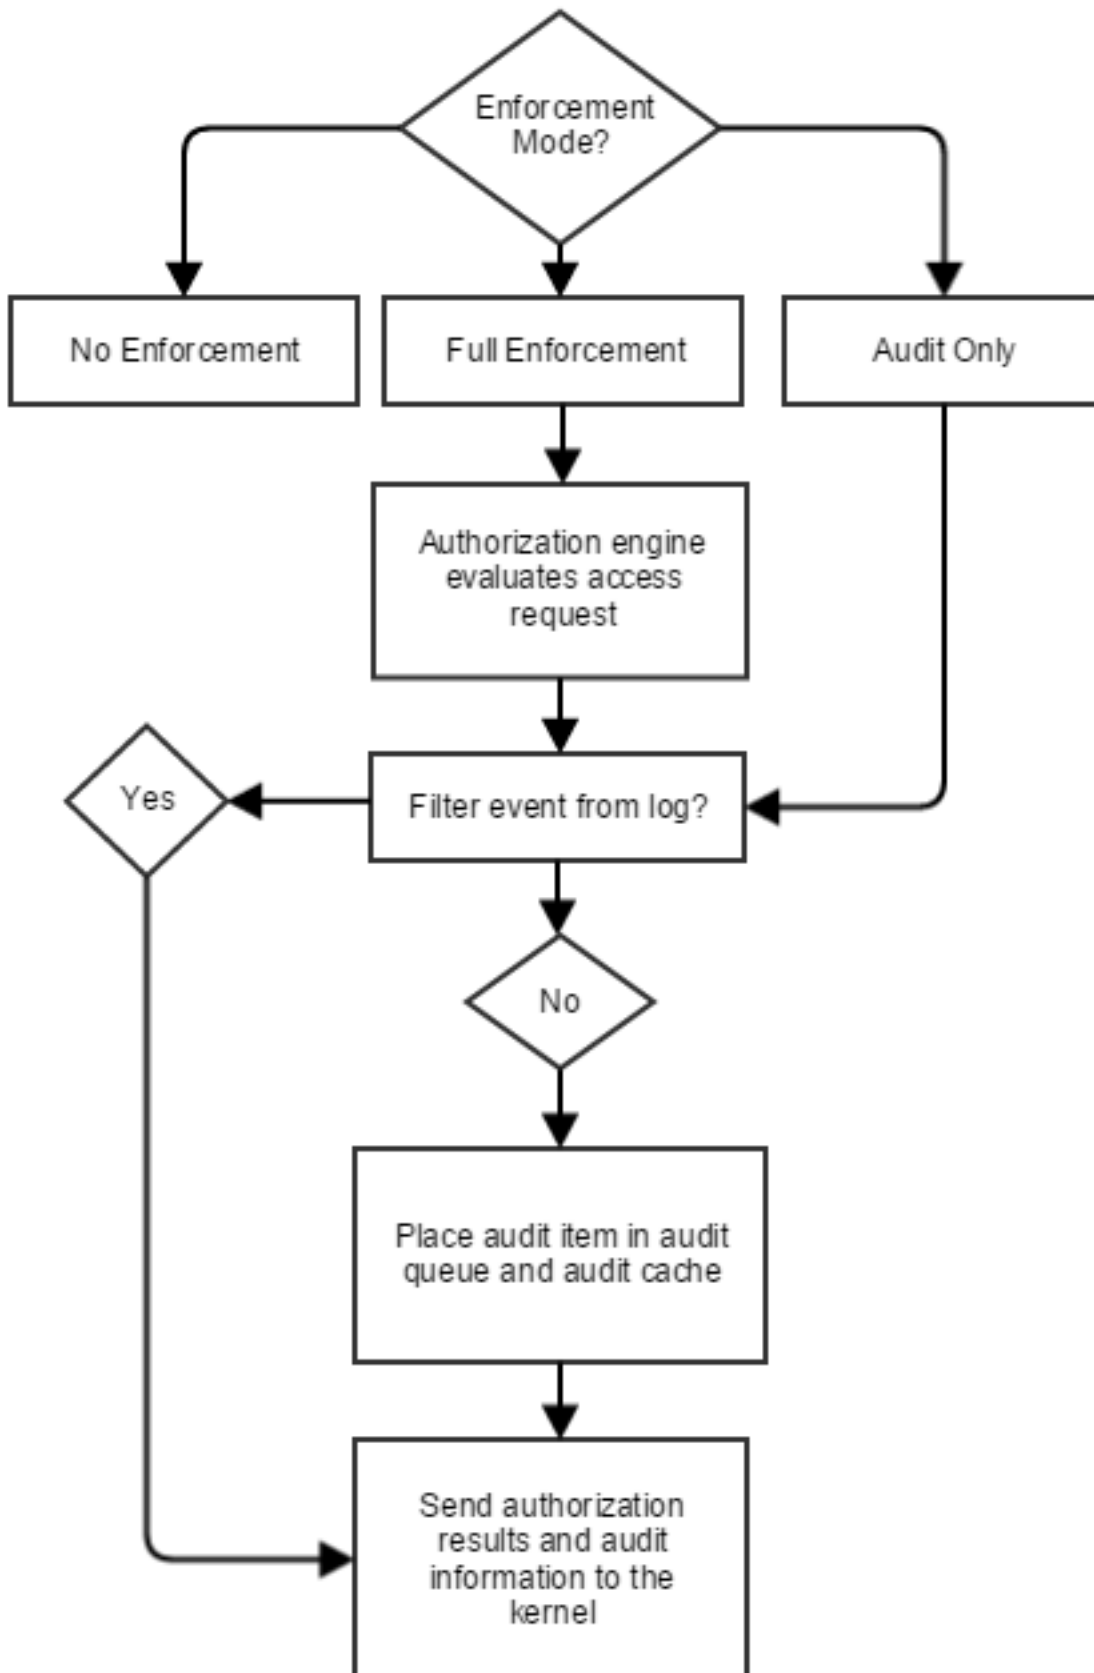 Enforcement
Mode?
No Enforcement
Full Enforcement
Audit Only
Authorization engine
evaluates access
request
Yes
Filter event from log?
No
Place audit item in audit
queue and audit cache
Send authorization
results and audit
information to the
kernel